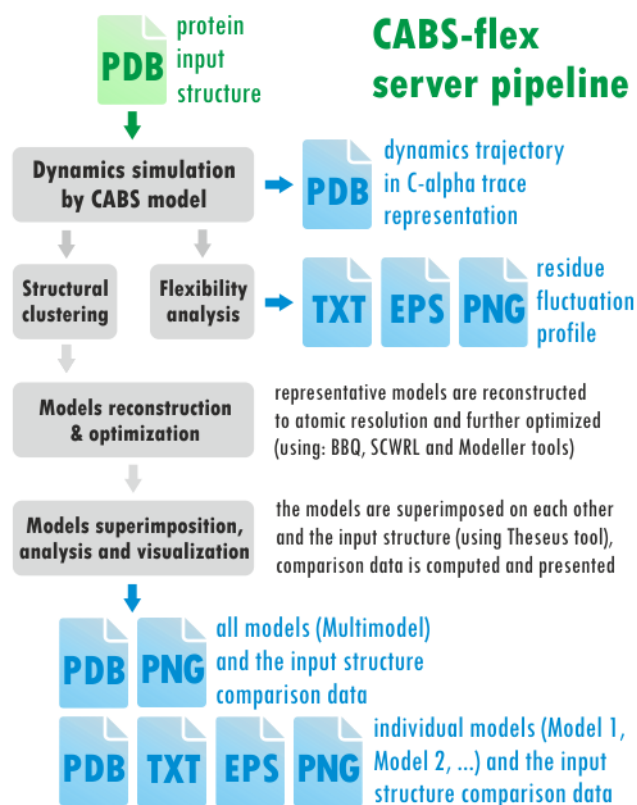 CABS-flex
server pipeline
PDB
protein
input
structure
Dynamics simulation
by CABS model
PDB
dynamics trajectory
in C-alpha trace
representation
Structural
clustering
Flexibility
analysis
TXT
EPS
PNG
residue
fluctuation
profile
Models reconstruction
& optimization
representative models are reconstructed
to atomic resolution and further optimized
(using: BBQ, SCWRL and Modeller tools)
Models superimposition,
analysis and visualization
the models are superimposed on each other
and the input structure (using Theseus tool),
comparison data is computed and presented
PDB
PNG
all models (Multimodel)
and the input structure
comparison data
PDB
TXT
EPS
PNG
individual models (Model 1,
Model 2, ...) and the input
structure comparison data